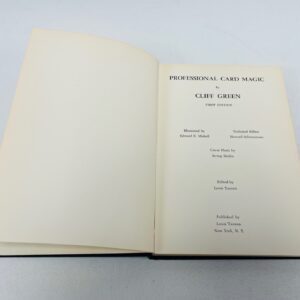 PROFESSIONAL CARD MAGIC
by
CLIFF GREEN
FIRST EDITION
Illustrated by
Edward S. Mishell
Technical Editor
Howard Schwarzman
Cover Photo by
Irving Desfor
Edited by
Louis Tannen
Published by
Louis Tannen
New York, N. Y.